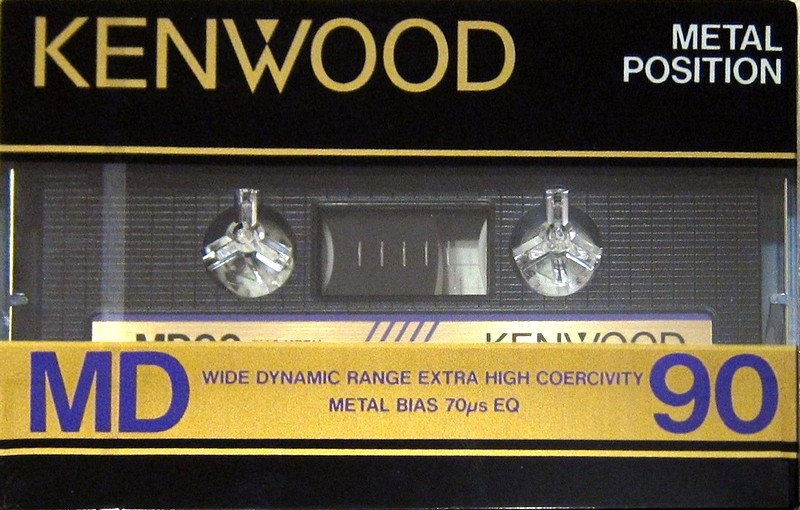 KENWOOD
METAL
POSITION
KENWOOD
MD
WIDE DYNAMIC RANGE EXTRA HIGH COERCIVITY
METAL BIAS 70µs EQ
90